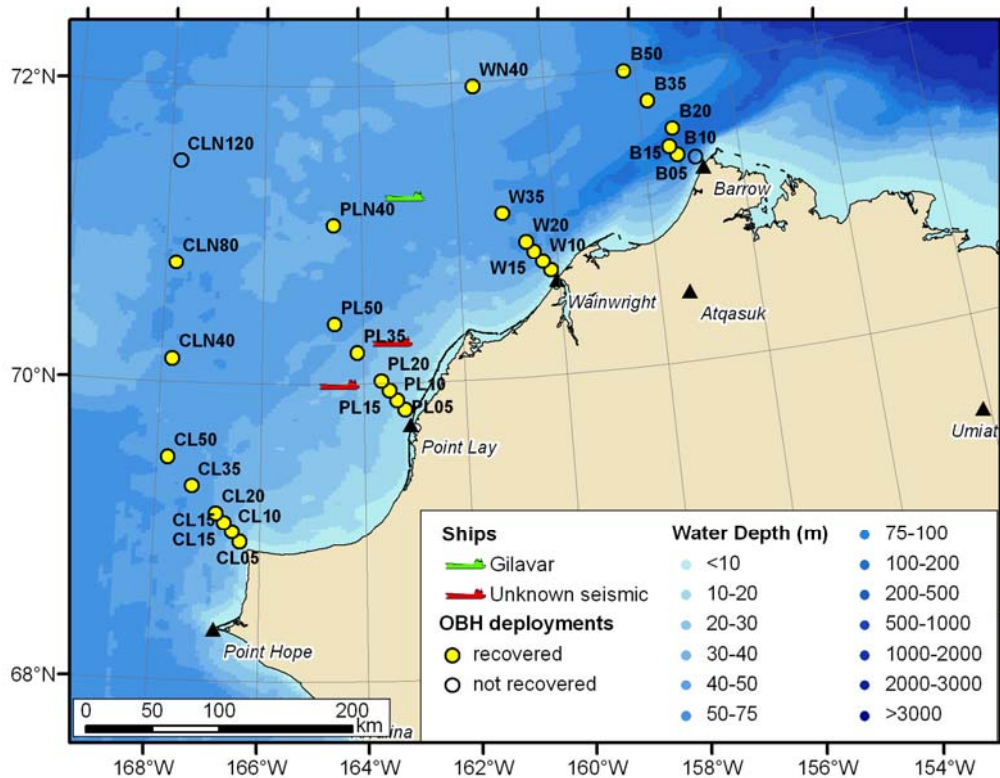 B50
72°N
WN40
B35
B20
CLN120
B10
B15
B05
Barrow
PLN40
W35
W20
CLN80
W10
W15
Wainwright
Atqasuk
PL50
PL35
CLN40
70°N
PL20
PL10
PL15
PL05
Umiat
CL50
Point Lay
CL35
CL20
CL15
CL10
CL15
CL05
Ships
Gilavar
Unknown seismic
OBH deployments
recovered
not recovered
Water Depth (m)
<10
10-20
20-30
30-40
40-50
50-75
75-100
100-200
200-500
500-1000
1000-2000
2000-3000
>3000
Point Hope
68°N
0 50 100 200
km
168°W 166°W 164°W 162°W 160°W 158°W 156°W 154°W